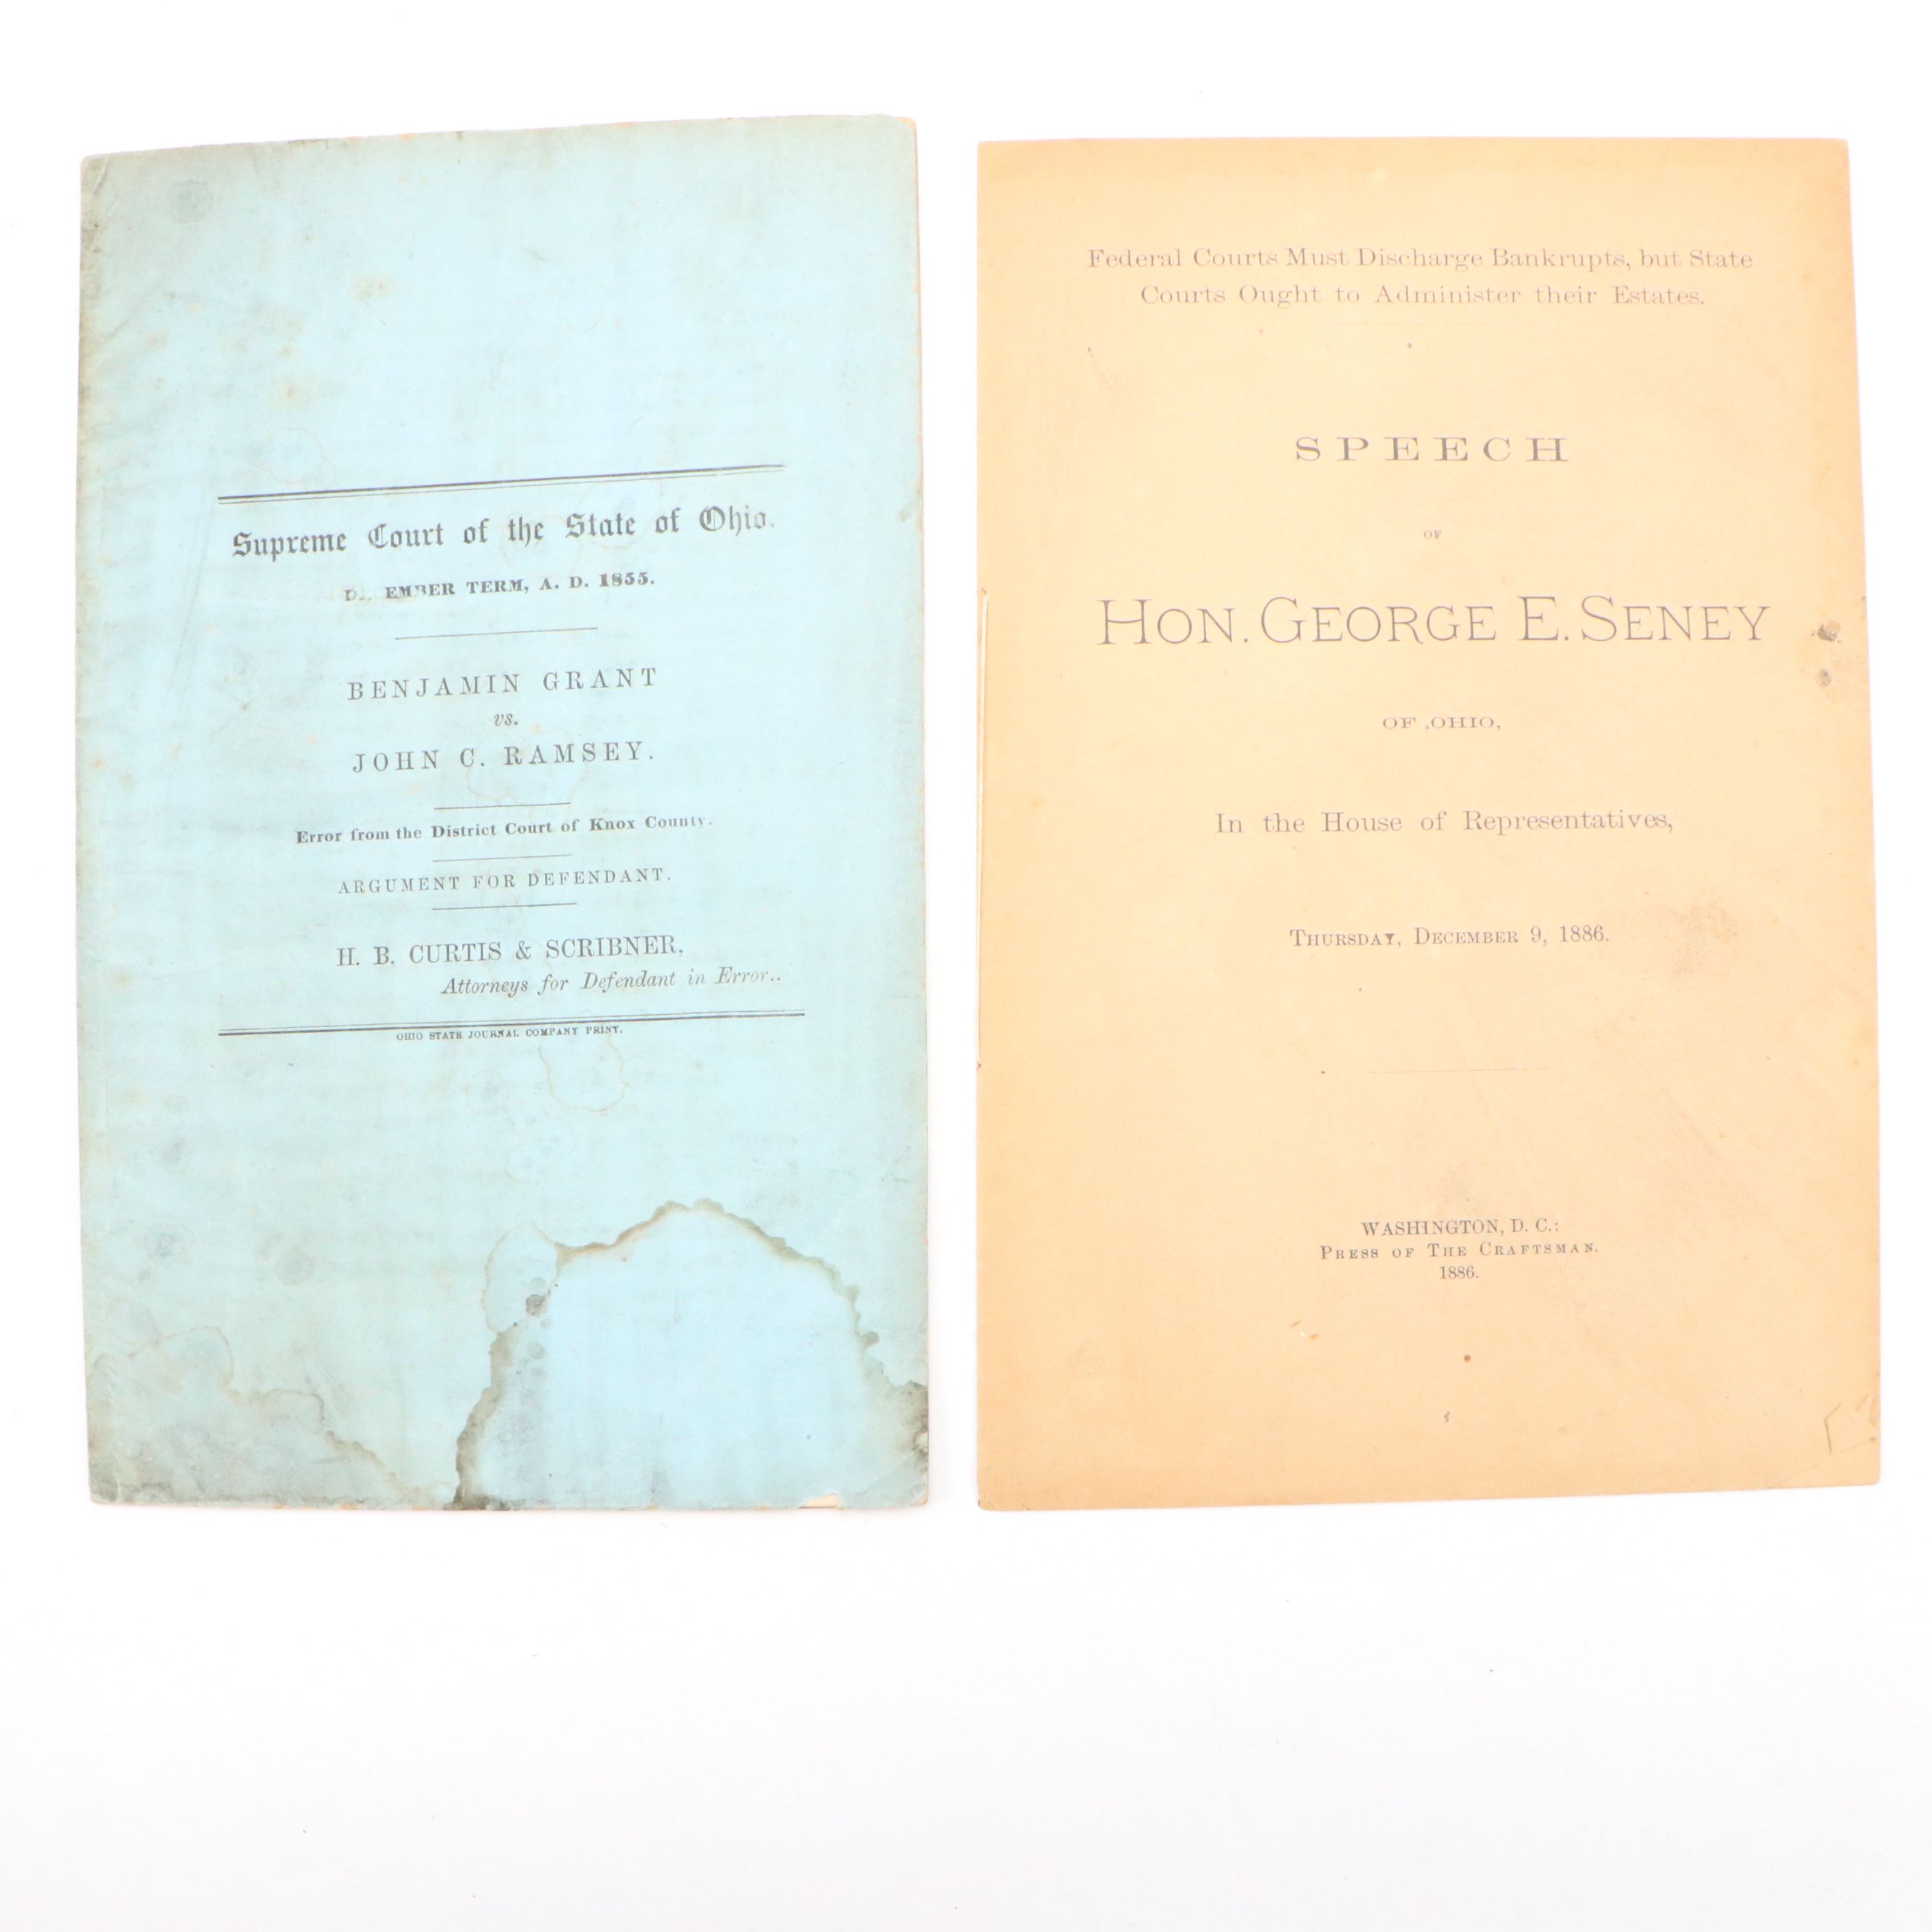 Supreme Court of the State of Ohio.
TERM, A. D. 1855.
BENJAMIN GRANT
vs.
JOHN C. RAMSEY.
Error from the District Court of Knox County.
ARGUMENT FOR DEFENDANT.
H. B. CURTIS & SCRIBNER,
Attorneys for Defendant in Error..
OHIO STATE JOURNAL COMPANY PRINT.
Federal Courts Must Discharge Bankrupts, but State
Courts Ought to Administer their Estates.
SPEECH
OF
HON. GEORGE E. SENEY
OF OHIO,
In the House of Representatives,
THURSDAY, DECEMBER 9, 1886.
WASHINGTON, D. C.:
PRESS OF THE CRAFTSMAN.
1886.